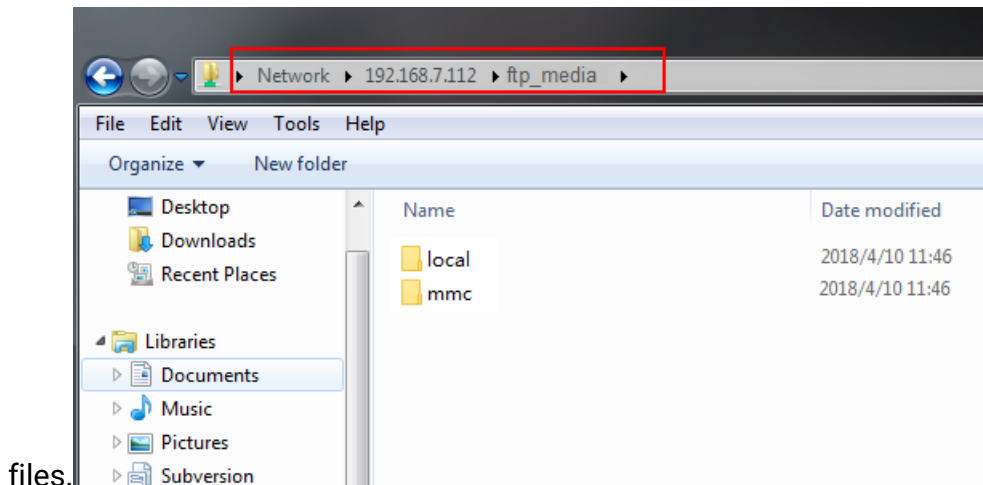 Network 192.168.7.112 ftp_media
File Edit View Tools Help
Organize New folder
Desktop
Downloads
Recent Places
Libraries
Documents
Music
Pictures
Subversion
Name Date modified
local 2018/4/10 11:46
mmc 2018/4/10 11:46
files.